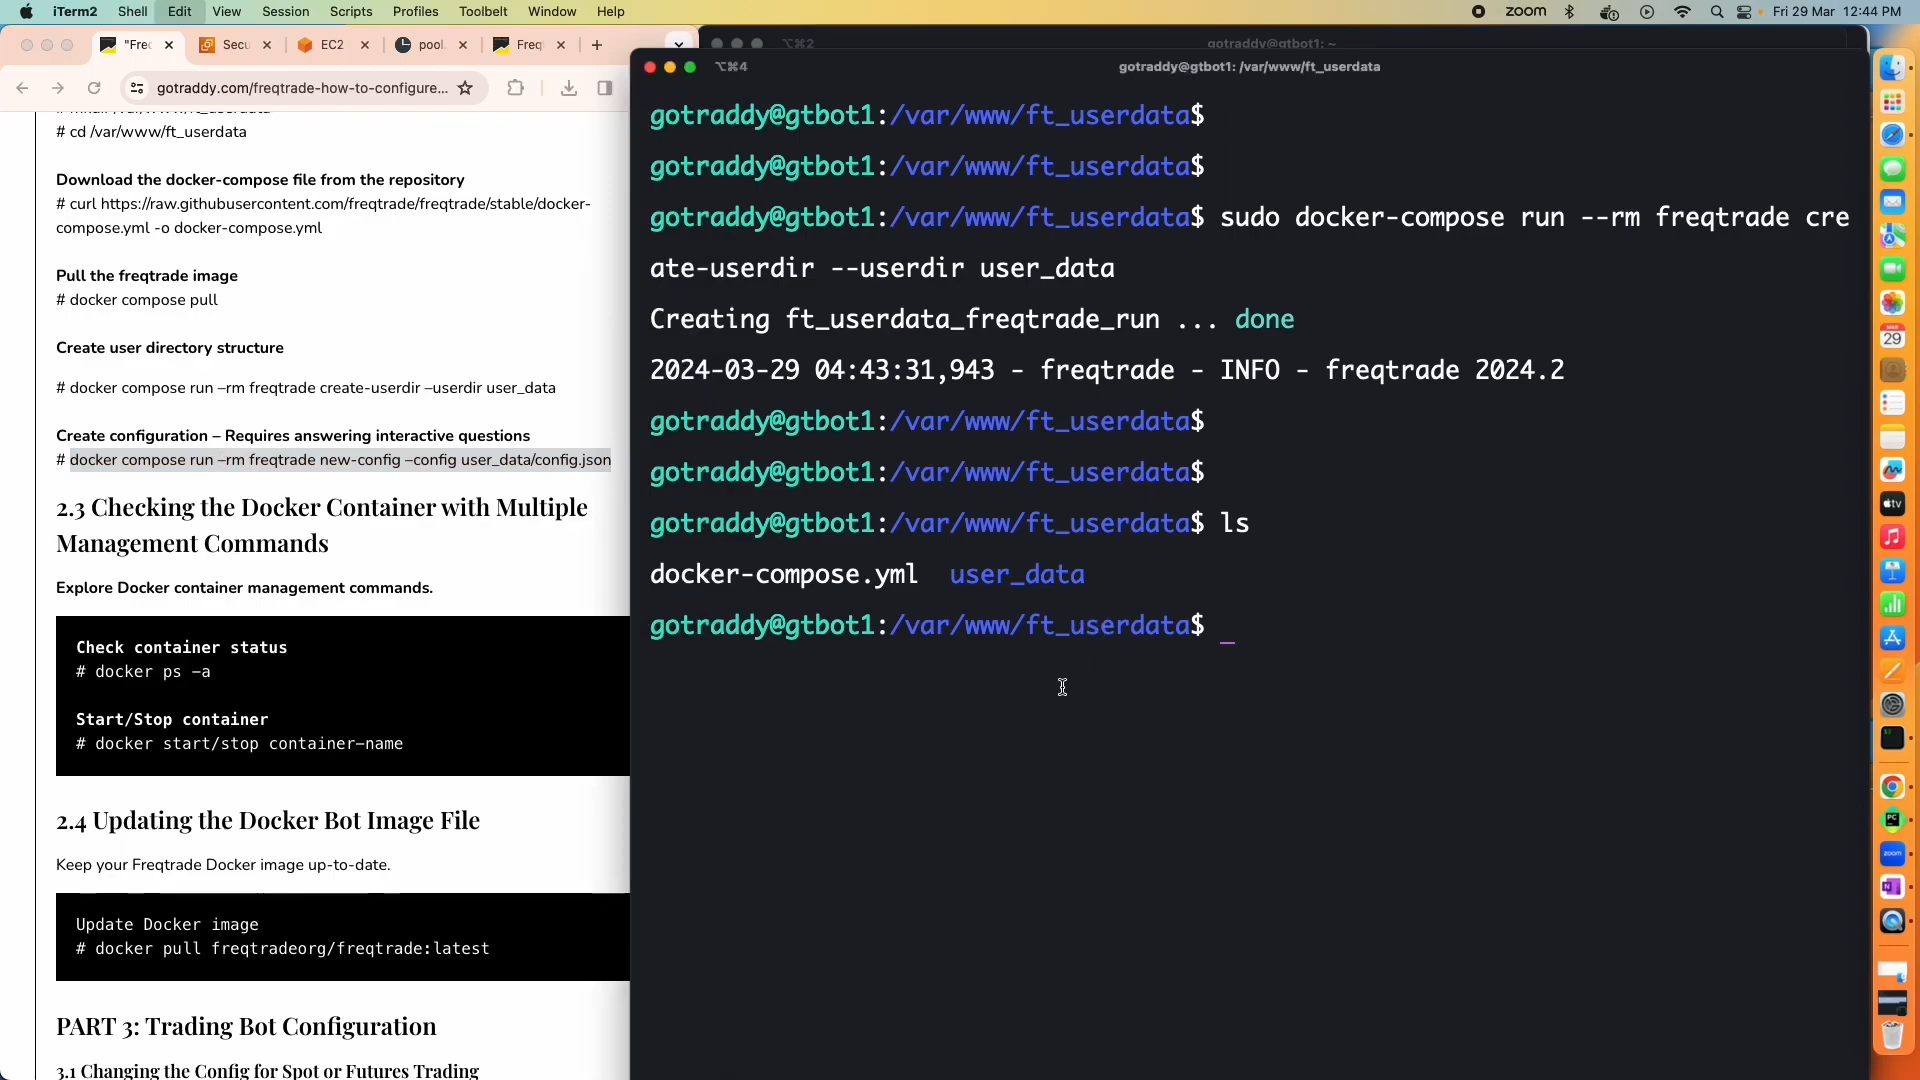 iTerm2 Shell Edit View Session Scripts Profiles Toolbelt Window Help zoom Fri 29 Mar 12:44 PM
"Frec Secu EC2 pool. Freq
gotraddy.com/freqtrade-how-to-configure...
# cd /var/www/ft_userdata
Download the docker-compose file from the repository
# curl https://raw.githubusercontent.com/freqtrade/freqtrade/stable/docker-
compose.yml -o docker-compose.yml
Pull the freqtrade image
# docker compose pull
Create user directory structure
# docker compose run –rm freqtrade create-userdir –userdir user_data
Create configuration – Requires answering interactive questions
# docker compose run –rm freqtrade new-config –config user_data/config.json
2.3 Checking the Docker Container with Multiple
Management Commands
Explore Docker container management commands.
Check container status
# docker ps –a
Start/Stop container
# docker start/stop container-name
2.4 Updating the Docker Bot Image File
Keep your Freqtrade Docker image up-to-date.
Update Docker image
# docker pull freqtradeorg/freqtrade:latest
PART 3: Trading Bot Configuration
3.1 Changing the Config for Spot or Futures Trading
⌥⌘2 gotraddy@gtbot1: ~
⌥⌘4 gotraddy@gtbot1: /var/www/ft_userdata
gotraddy@gtbot1:/var/www/ft_userdata$
gotraddy@gtbot1:/var/www/ft_userdata$
gotraddy@gtbot1:/var/www/ft_userdata$ sudo docker-compose run --rm freqtrade cre
ate-userdir --userdir user_data
Creating ft_userdata_freqtrade_run ... done
2024-03-29 04:43:31,943 - freqtrade - INFO - freqtrade 2024.2
gotraddy@gtbot1:/var/www/ft_userdata$
gotraddy@gtbot1:/var/www/ft_userdata$
gotraddy@gtbot1:/var/www/ft_userdata$ ls
docker-compose.yml user_data
gotraddy@gtbot1:/var/www/ft_userdata$ _